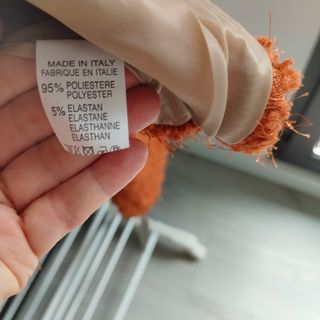 MADE IN ITALY
FABRIQUE EN ITALIE
95% POLIESTERE
POLYESTER
5% ELASTAN
ELASTANE
ELASTHANNE
ELASTHAN